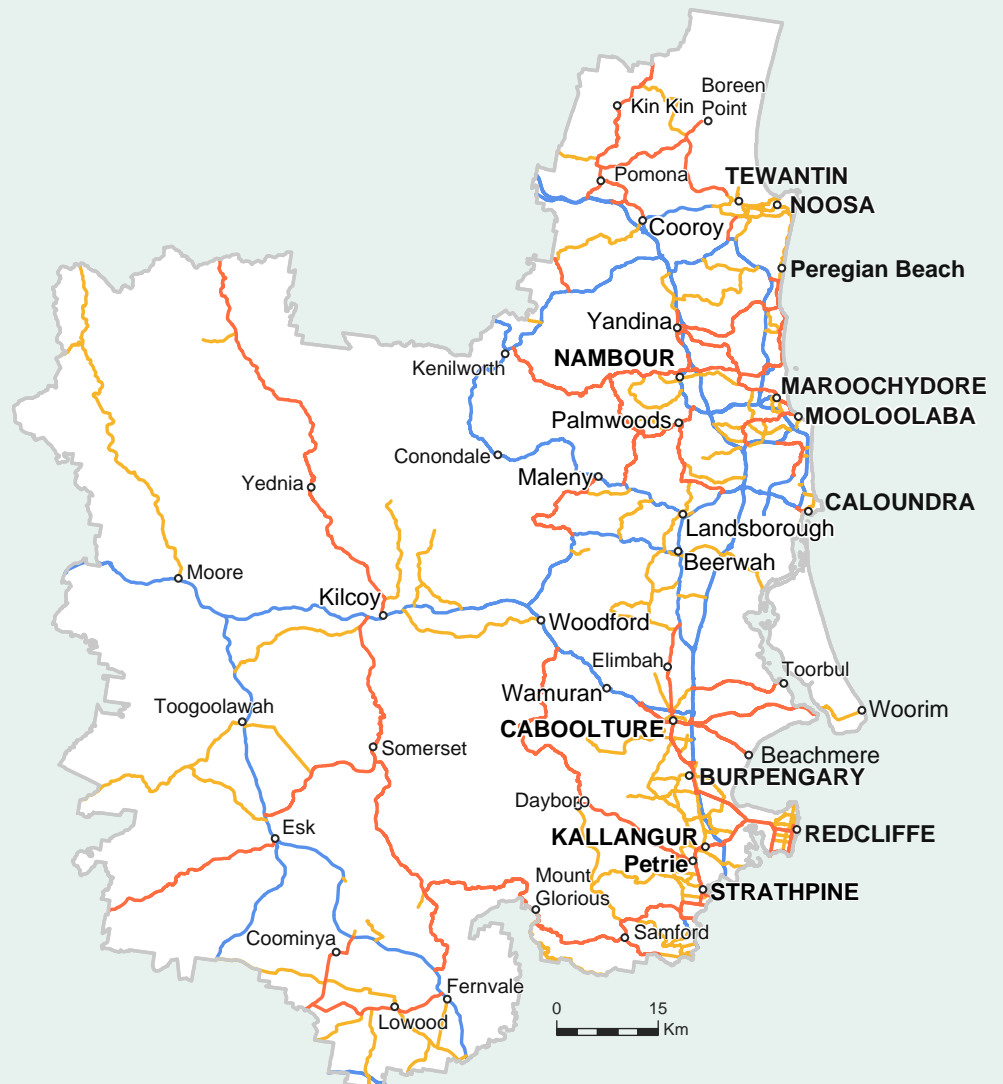 Boreen
Point
Kin Kin
TEWANTIN
Pomona
NOOSA
Cooroy
Peregian Beach
Yandina
NAMBOUR
Kenilworth
MAROOCHYDORE
MOOLOOLABA
Palmwoods
Conondale
Maleny
Yednia
CALOUNDRA
Landsborough
Beerwah
Moore
Kilcoy
Woodford
Elimbah
Toorbul
Wamuran
Toogoolawah
Woorim
CABOOLTURE
Somerset
Beachmere
BURPENGARY
Dayboro
Esk
KALLANGUR
REDCLIFFE
Petrie
Mount
Glorious
STRATHPINE
Coominya
Samford
Fernvale
0 15
Lowood
Km